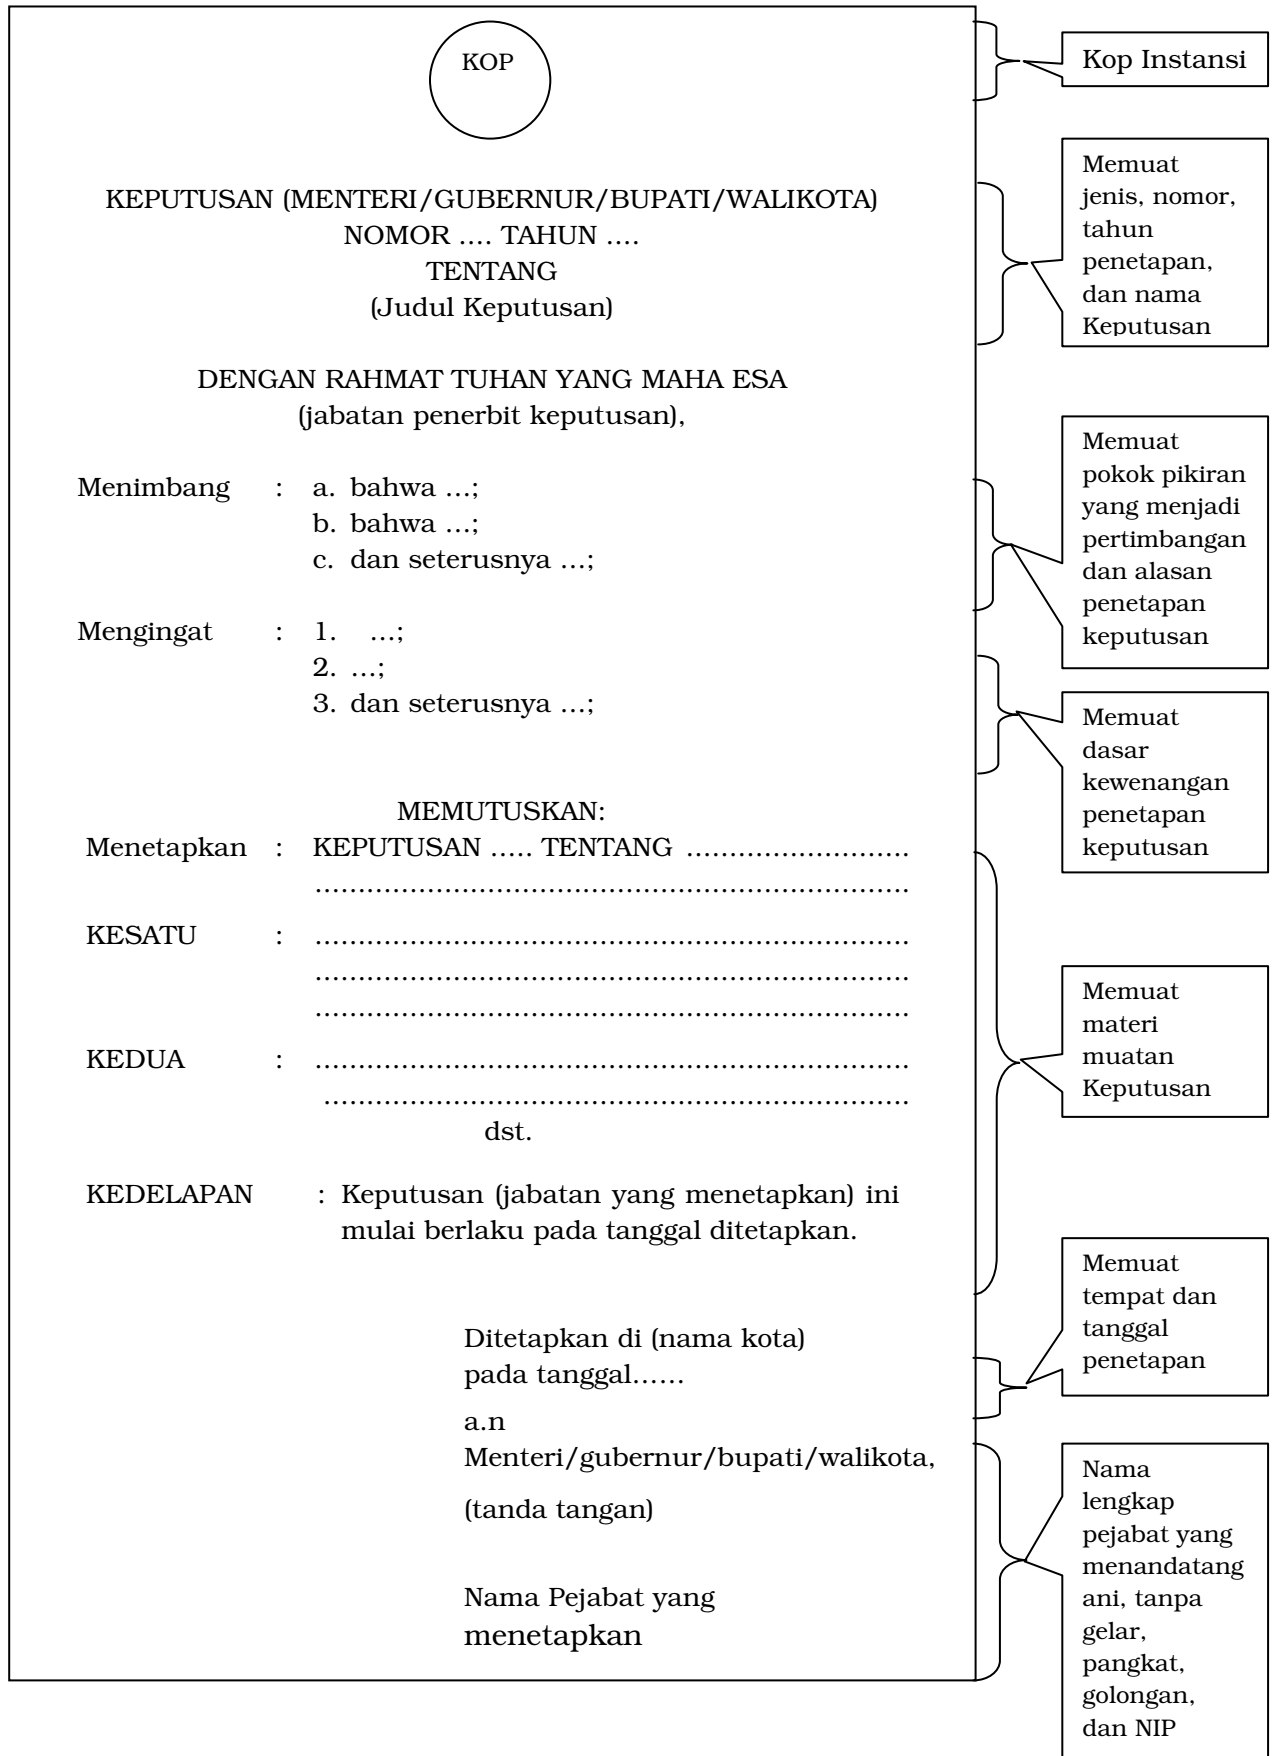 KOP
Kop Instansi
KEPUTUSAN (MENTERI/GUBERNUR/BUPATI/WALIKOTA)
NOMOR .... TAHUN ....
TENTANG
(Judul Keputusan)
Memuat
jenis, nomor,
tahun
penetapan,
dan nama
Keputusan
DENGAN RAHMAT TUHAN YANG MAHA ESA
(jabatan penerbit keputusan),
Menimbang : a. bahwa ...;
b. bahwa ...;
c. dan seterusnya ...;
Memuat
pokok pikiran
yang menjadi
pertimbangan
dan alasan
penetapan
keputusan
Mengingat : 1. ...;
2. ...;
3. dan seterusnya ...;
Memuat
dasar
kewenangan
penetapan
keputusan
MEMUTUSKAN:
Menetapkan : KEPUTUSAN ..... TENTANG ..........................
.....................................................................
KESATU : .....................................................................
.....................................................................
.....................................................................
KEDUA : .....................................................................
....................................................................
dst.
Memuat
materi
muatan
Keputusan
KEDELAPAN : Keputusan (jabatan yang menetapkan) ini
mulai berlaku pada tanggal ditetapkan.
Ditetapkan di (nama kota)
pada tanggal......
Memuat
tempat dan
tanggal
penetapan
a.n
Menteri/gubernur/bupati/walikota,
(tanda tangan)
Nama Pejabat yang
menetapkan
Nama
lengkap
pejabat yang
menandatang
ani, tanpa
gelar,
pangkat,
golongan,
dan NIP